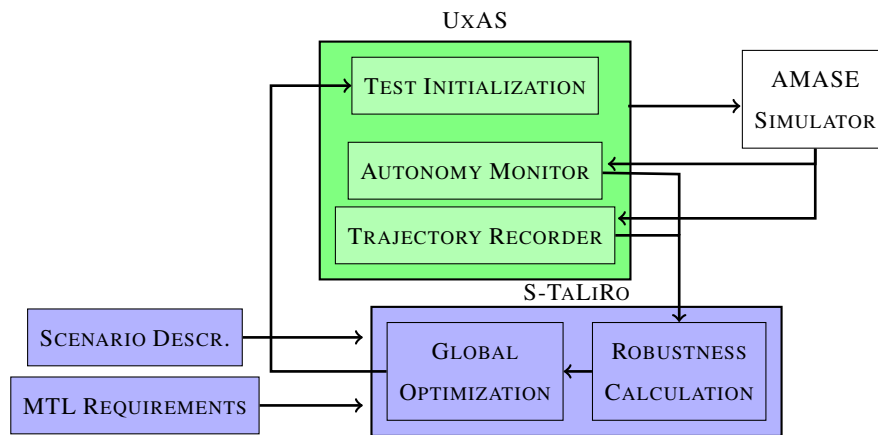 UxAS
TEST INITIALIZATION
AMASE
SIMULATOR
AUTONOMY MONITOR
TRAJECTORY RECORDER
S-TALIRO
SCENARIO DESCR.
MTL REQUIREMENTS
GLOBAL
OPTIMIZATION
ROBUSTNESS
CALCULATION